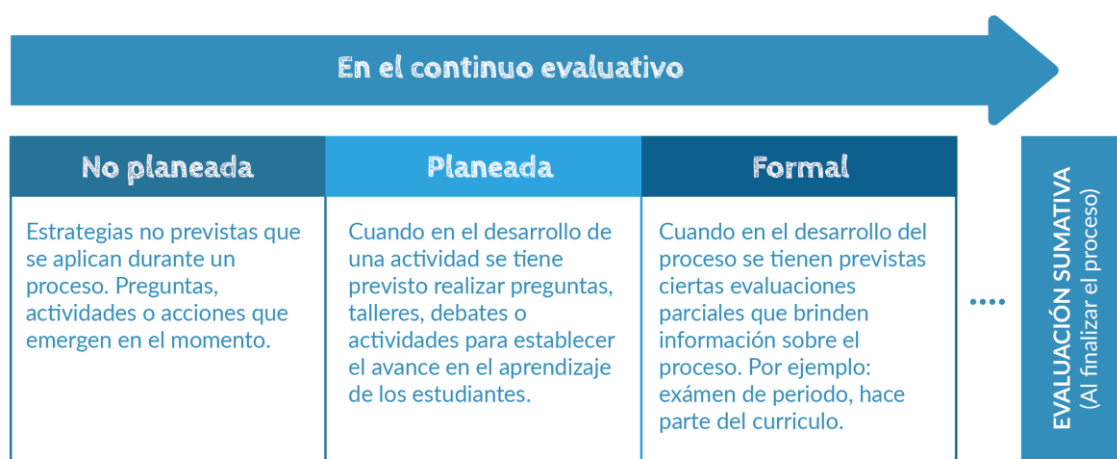 En el continuo evaluativo
No planeada
Estrategias no previstas que
se aplican durante un
proceso. Preguntas,
actividades o acciones que
emergen en el momento.
Planeada
Cuando en el desarrollo de
una actividad se tiene
previsto realizar preguntas,
talleres, debates o
actividades para establecer
el avance en el aprendizaje
de los estudiantes.
Formal
Cuando en el desarrollo del
proceso se tienen previstas
ciertas evaluaciones
parciales que brinden
información sobre el
proceso. Por ejemplo:
exámen de periodo, hace
parte del curriculo.
....
EVALUACIÓN SUMATIVA
(Al finalizar el proceso)